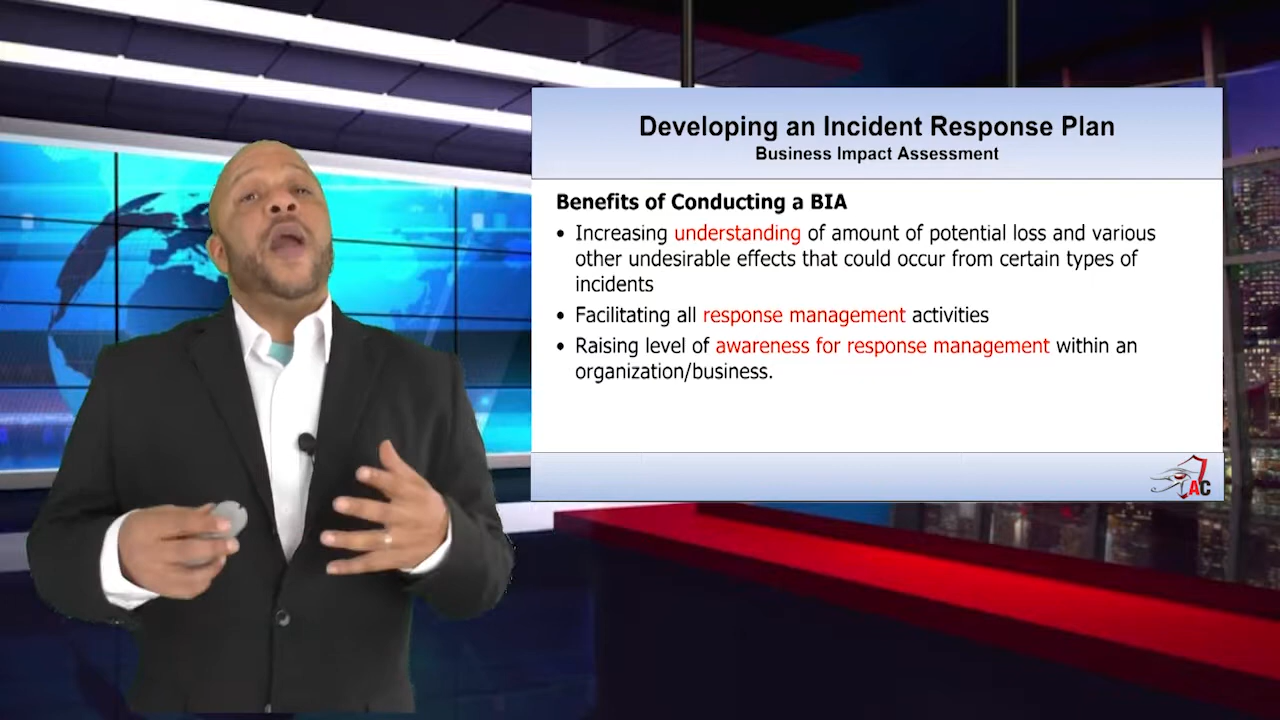 Developing an Incident Response Plan
Business Impact Assessment
Benefits of Conducting a BIA
• Increasing understanding of amount of potential loss and various
other undesirable effects that could occur from certain types of
incidents
• Facilitating all response management activities
• Raising level of awareness for response management within an
organization/business.
AC